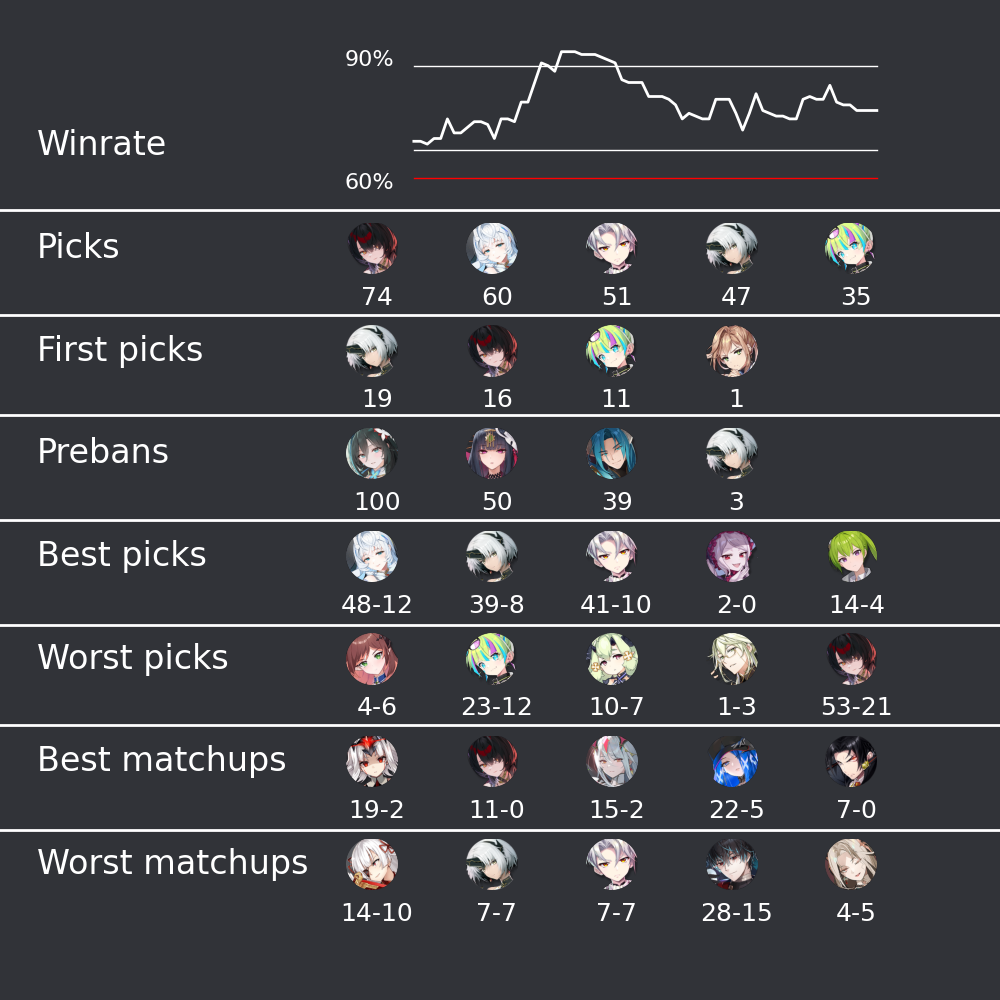 90%
Winrate
60%
Picks
74 60 51 47 35
First picks
19 16 11 1
Prebans
100 50 39 3
Best picks
48-12 39-8 41-10 2-0 14-4
Worst picks
4-6 23-12 10-7 1-3 53-21
Best matchups
19-2 11-0 15-2 22-5 7-0
Worst matchups
14-10 7-7 7-7 28-15 4-5